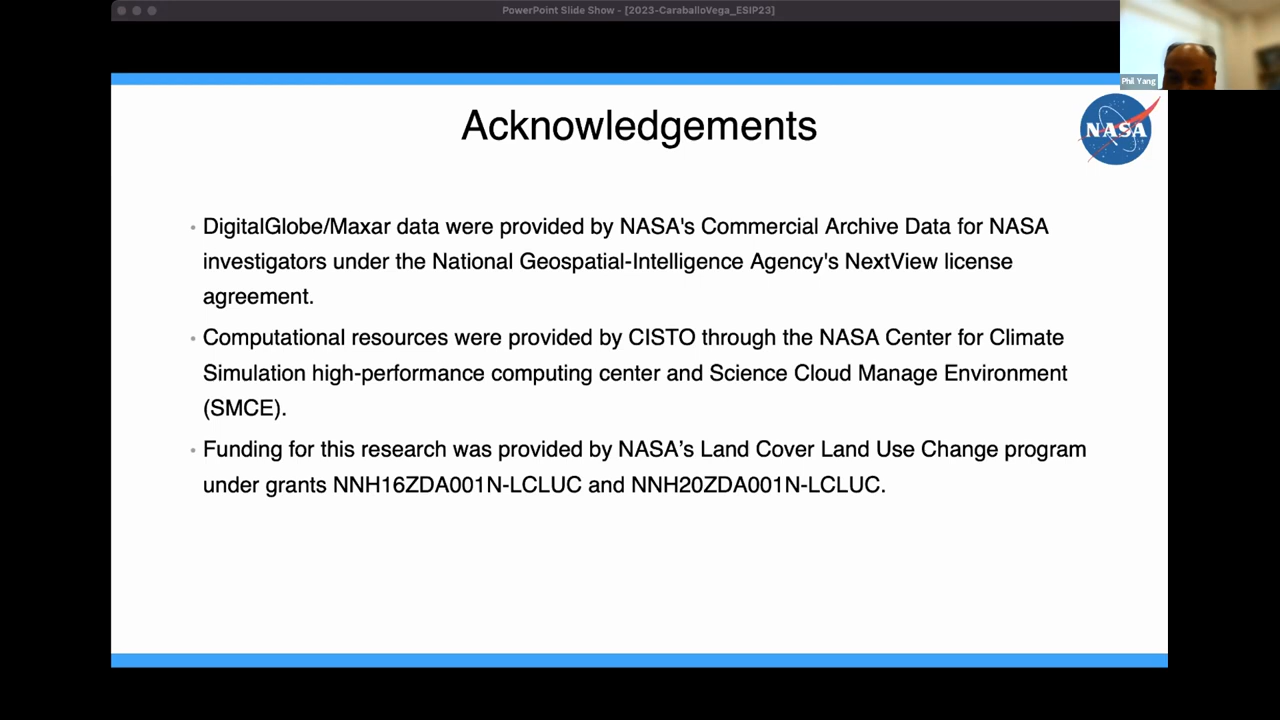 PowerPoint Slide Show - [2023-CaraballoVega_ESIP23]
Phil Yang
Acknowledgements
NASA
• DigitalGlobe/Maxar data were provided by NASA's Commercial Archive Data for NASA
investigators under the National Geospatial-Intelligence Agency's NextView license
agreement.
• Computational resources were provided by CISTO through the NASA Center for Climate
Simulation high-performance computing center and Science Cloud Manage Environment
(SMCE).
• Funding for this research was provided by NASA’s Land Cover Land Use Change program
under grants NNH16ZDA001N-LCLUC and NNH20ZDA001N-LCLUC.